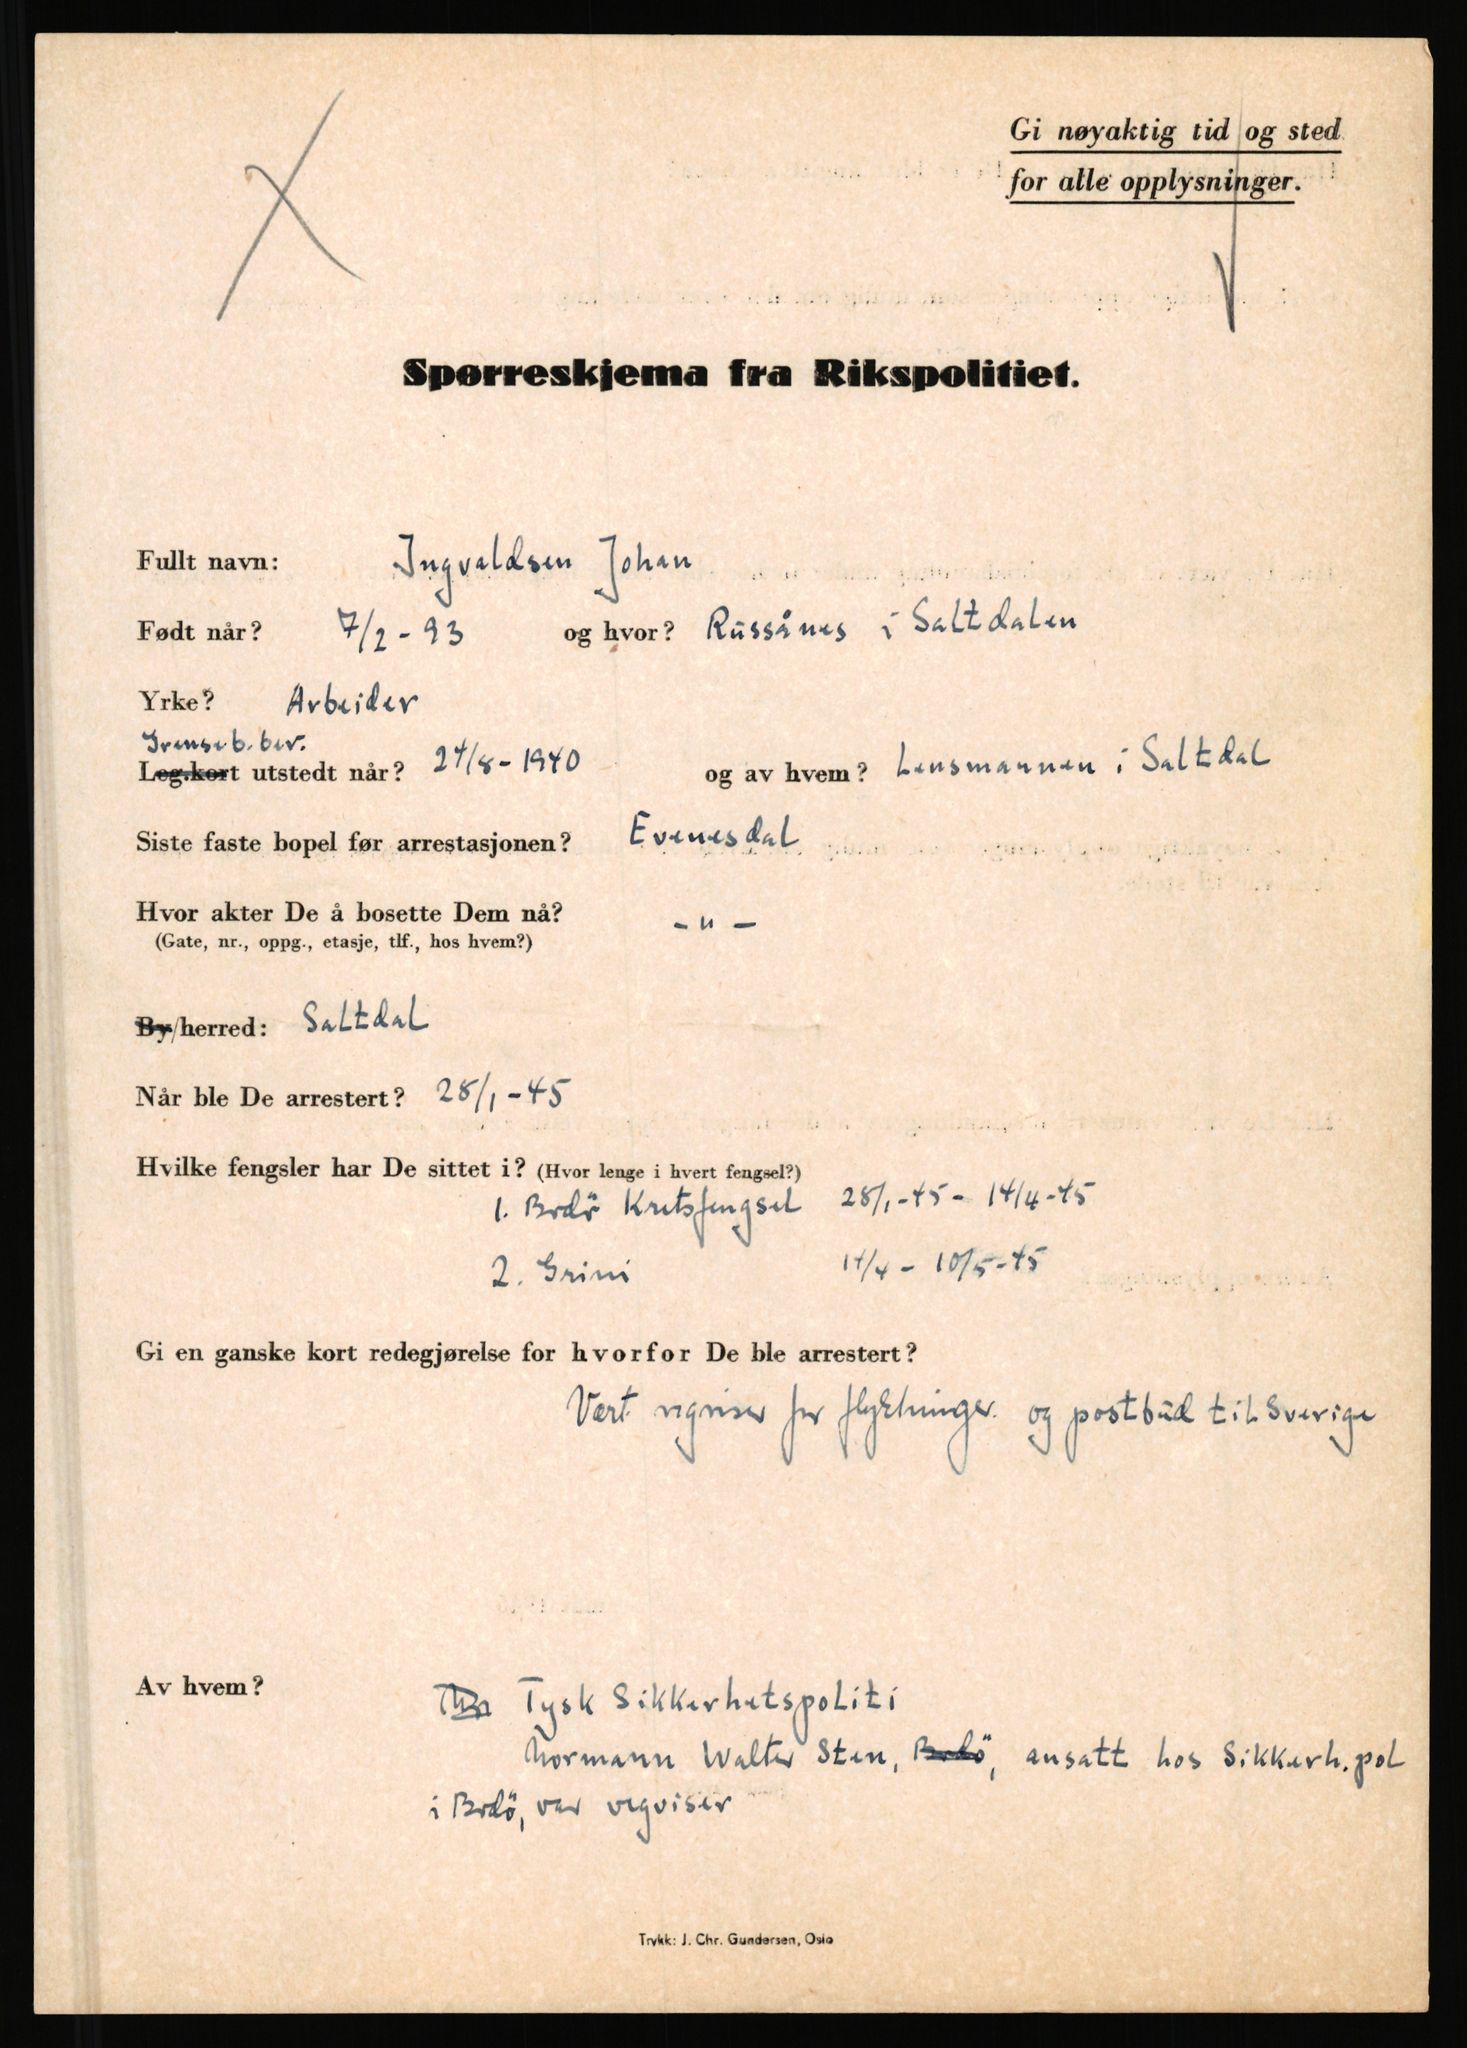 Gi nøyaktig tid og sted
for alle opplysninger.
Spørreskjema fra Rikspolitiet.
Fullt navn: Ingvaldsen Johan
Født når? 7/2 - 93 og hvor? Russånes i Saltdalen
Yrke? Arbeider
Grenseb. bev.
Leg.kort utstedt når? 24/8 - 1940 og av hvem? Lensmannen i Saltdal
Siste faste bopel før arrestasjonen? Evenesdal
Hvor akter De å bosette Dem nå? - " -
(Gate, nr., oppg., etasje, tlf., hos hvem?)
By/herred: Saltdal
Når ble De arrestert? 28/1 - 45
Hvilke fengsler har De sittet i? (Hvor lenge i hvert fengsel?)
1. Bodö Kretsfengsel 28/1-45 - 14/4-45
2. Grini 14/4 - 10/5-45
Gi en ganske kort redegjørelse for hvorfor De ble arrestert?
Vært vegviser for flyktninger og postbud til Sverige
Av hvem? Tysk Sikkerhetspoliti
Normann Walter Sten, Bodö, ansatt hos Sikkerh. pol
i Bodö, var vegviser
Trykk: J. Chr. Gundersen, Oslo